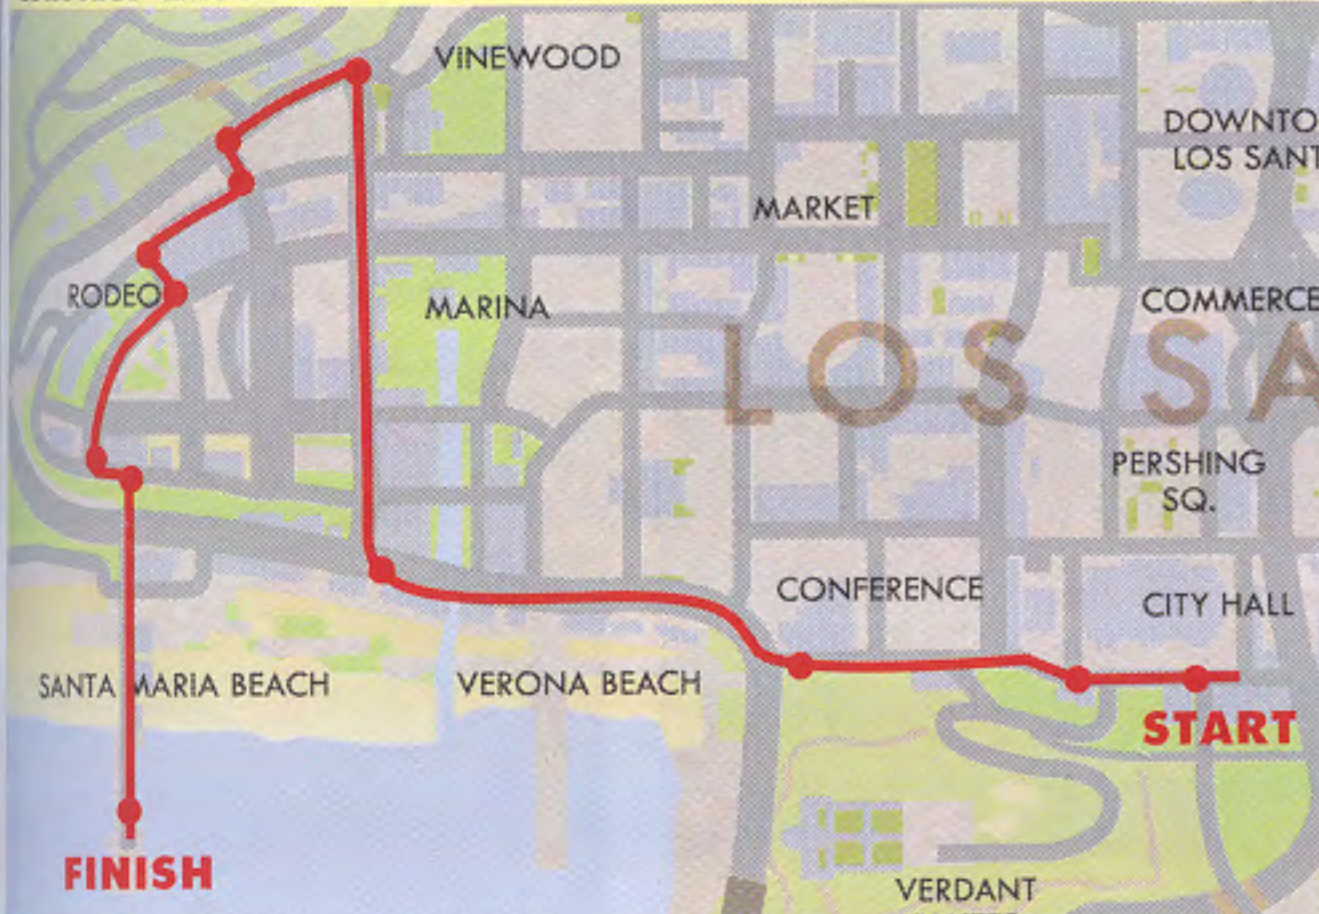 VINEWOOD
DOWNTO
LOS SANT
MARKET
RODEO
MARINA
COMMERCE
LOS SA
PERSHING
SQ.
CONFERENCE
CITY HALL
SANTA MARIA BEACH
VERONA BEACH
START
FINISH
VERDANT